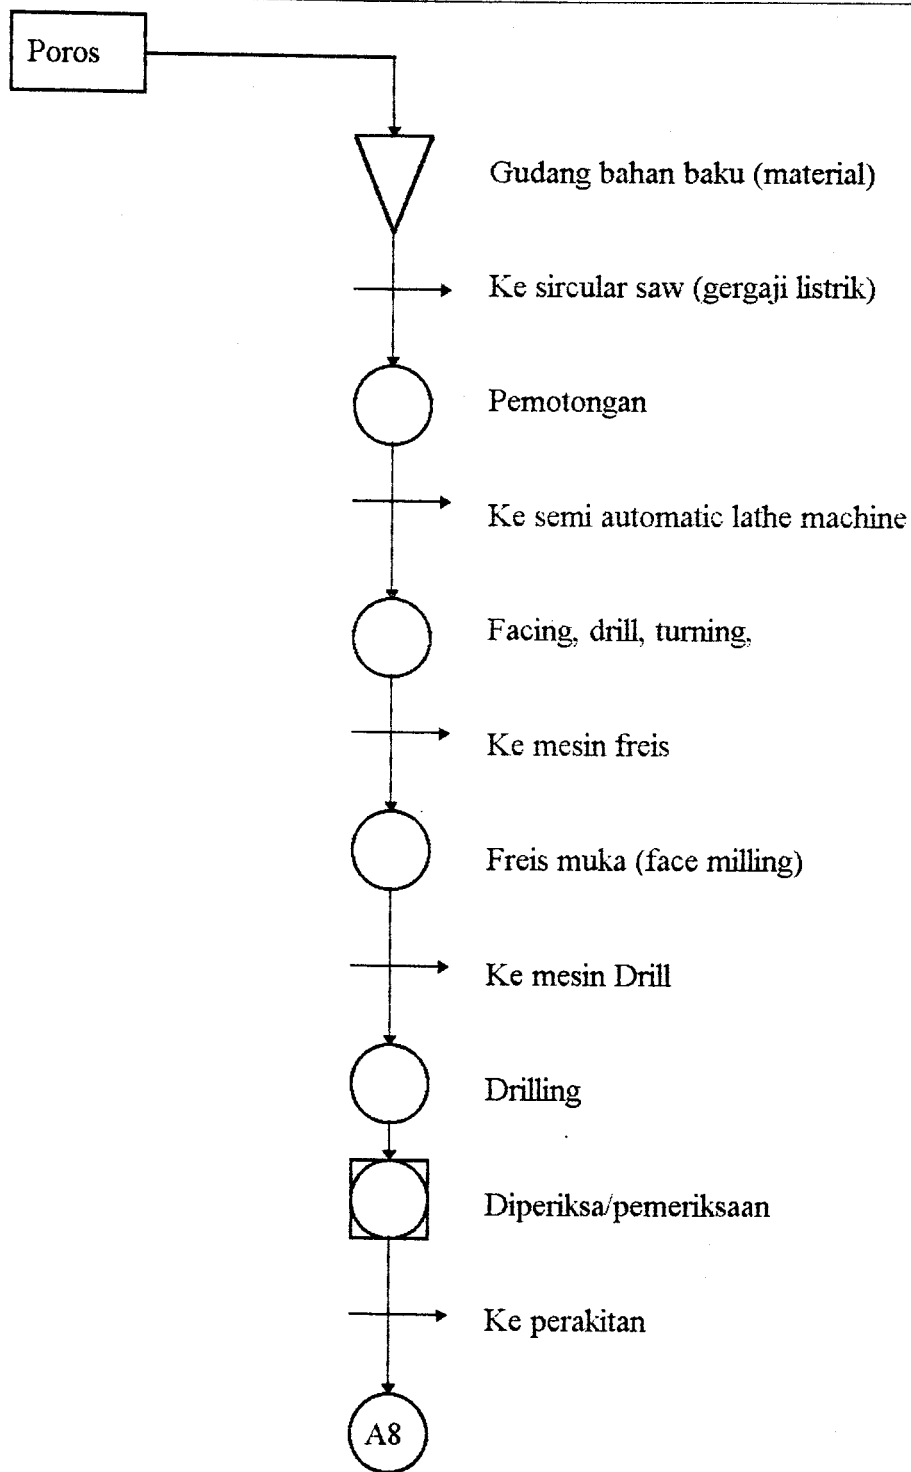 Poros
Gudang bahan baku (material)
Ke sircular saw (gergaji listrik)
Pemotongan
Ke semi automatic lathe machine
Facing, drill, turning,
Ke mesin freis
Freis muka (face milling)
Ke mesin Drill
Drilling
Diperiksa/pemeriksaan
Ke perakitan
A8